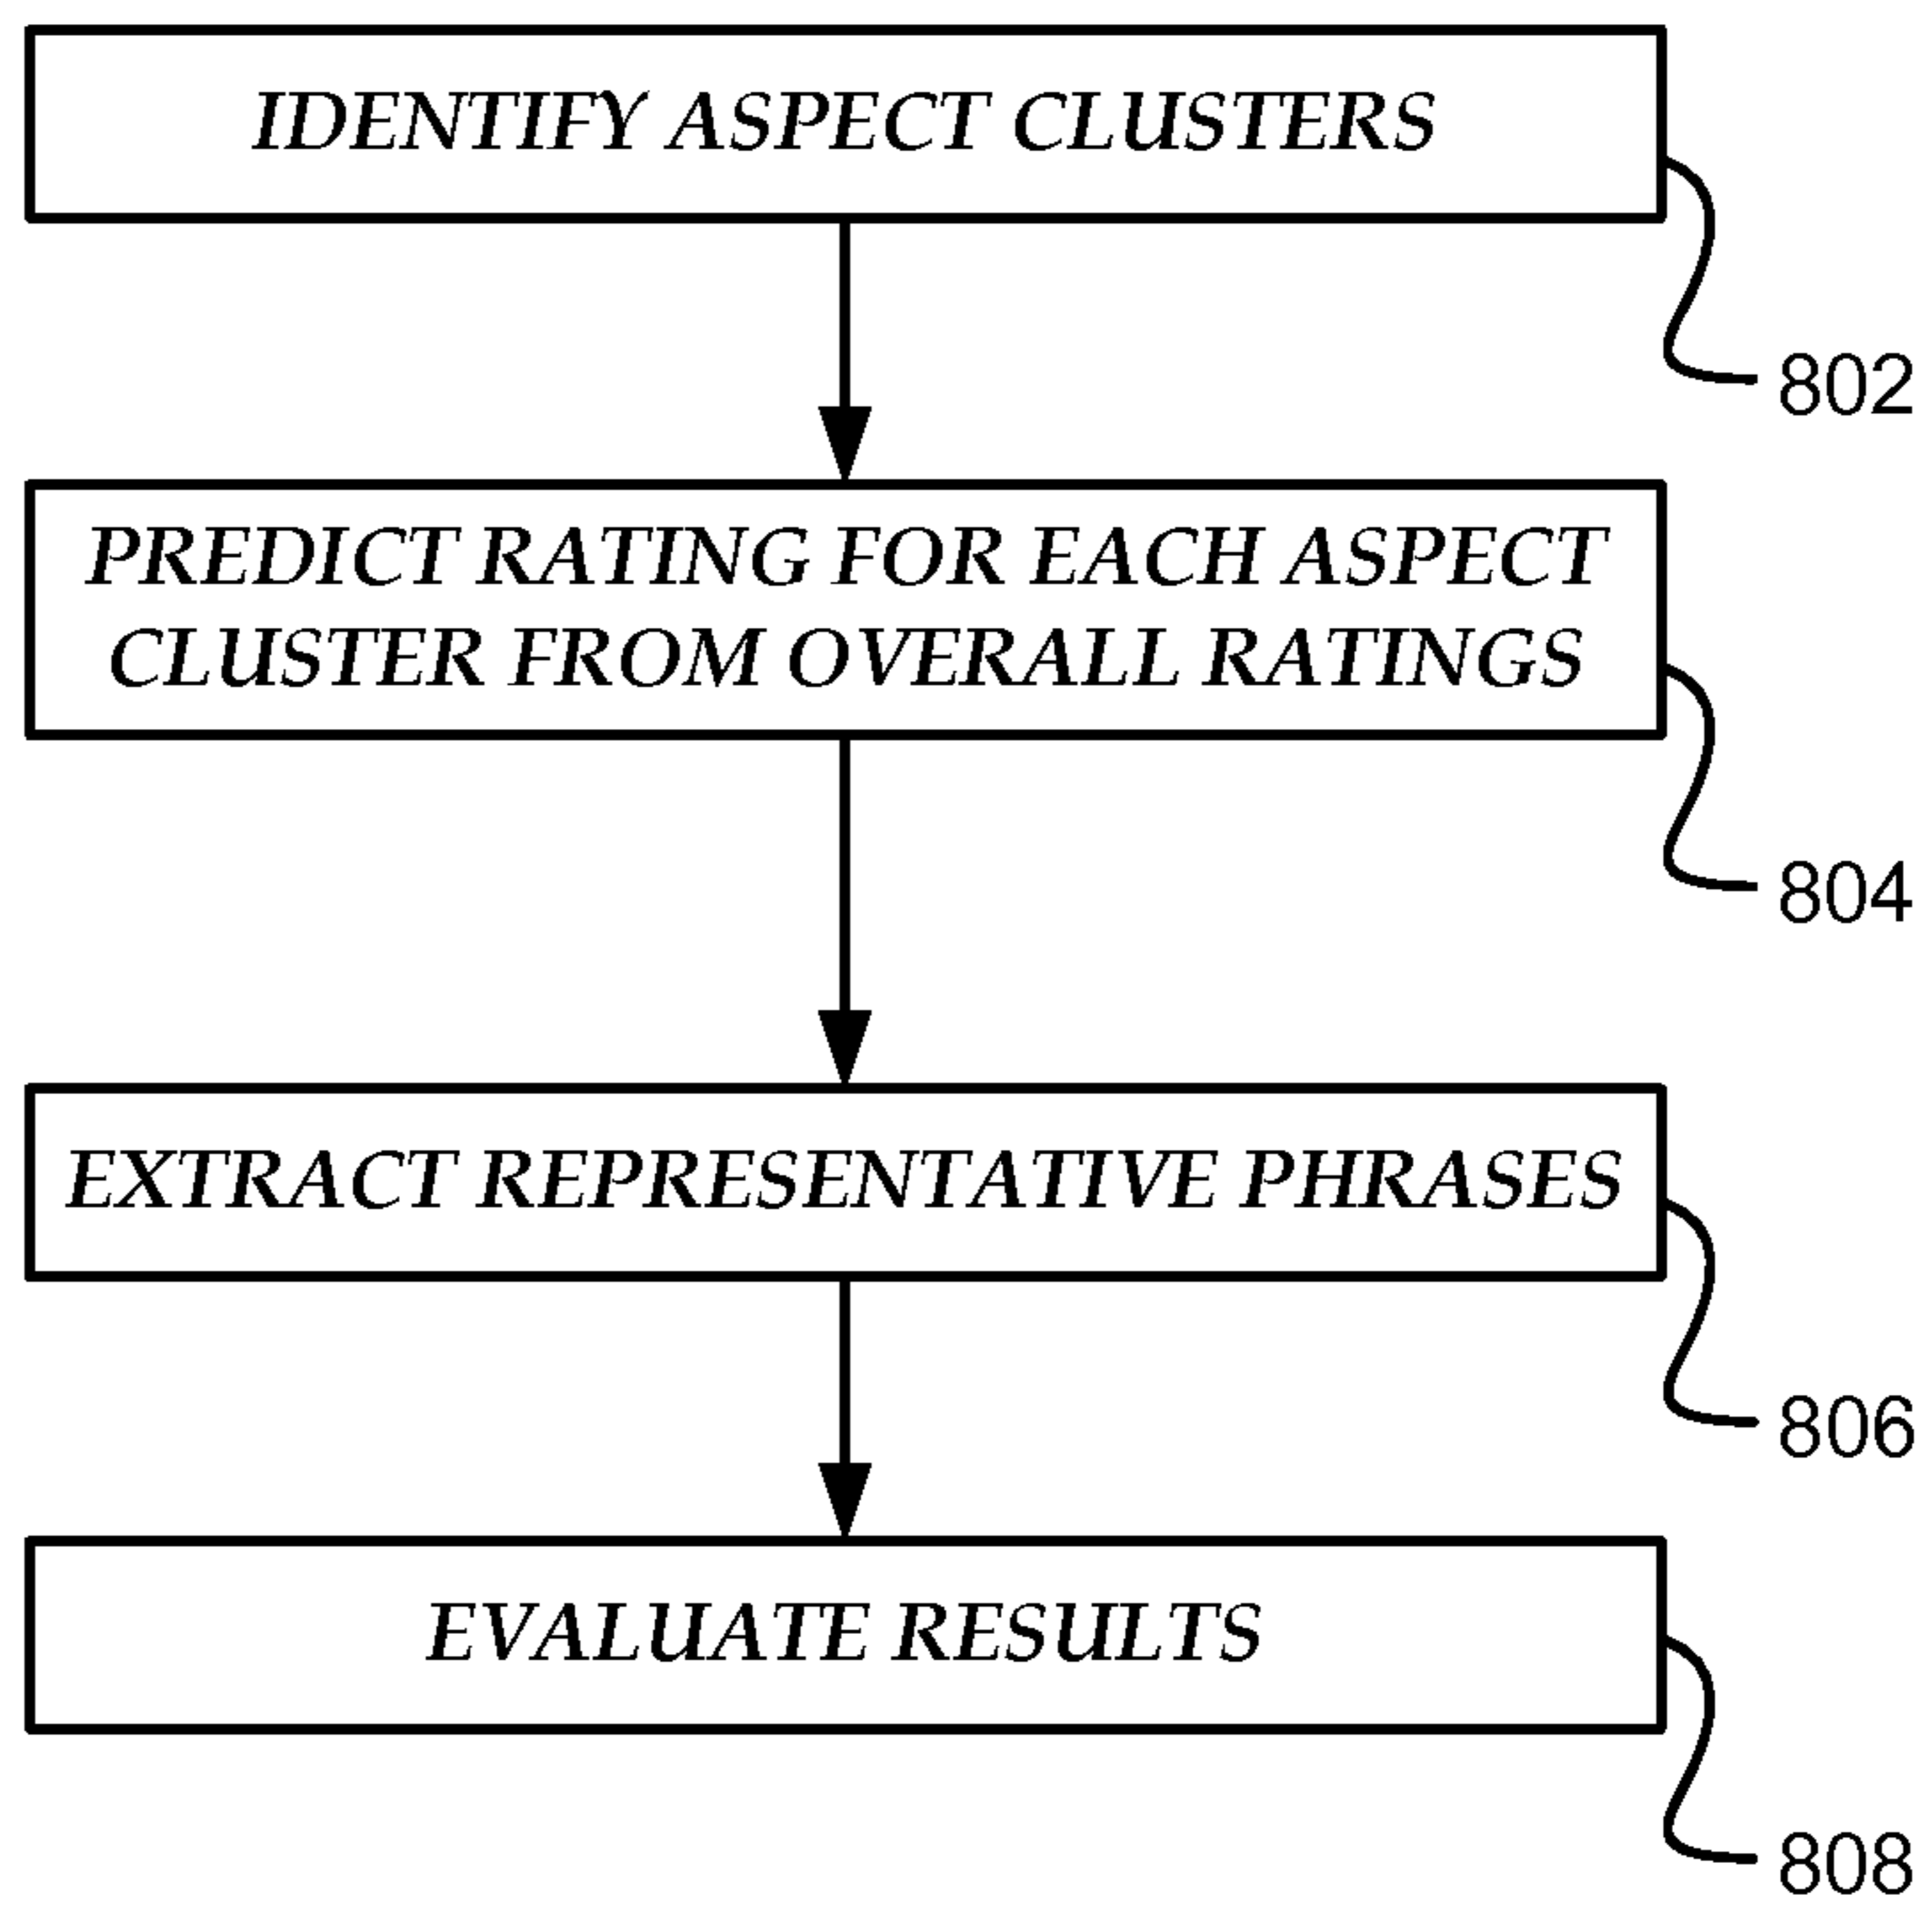 IDENTIFY ASPECT CLUSTERS
802
PREDICT RATING FOR EACH ASPECT
CLUSTER FROM OVERALL RATINGS
804
EXTRACT REPRESENTATIVE PHRASES
806
EVALUATE RESULTS
808